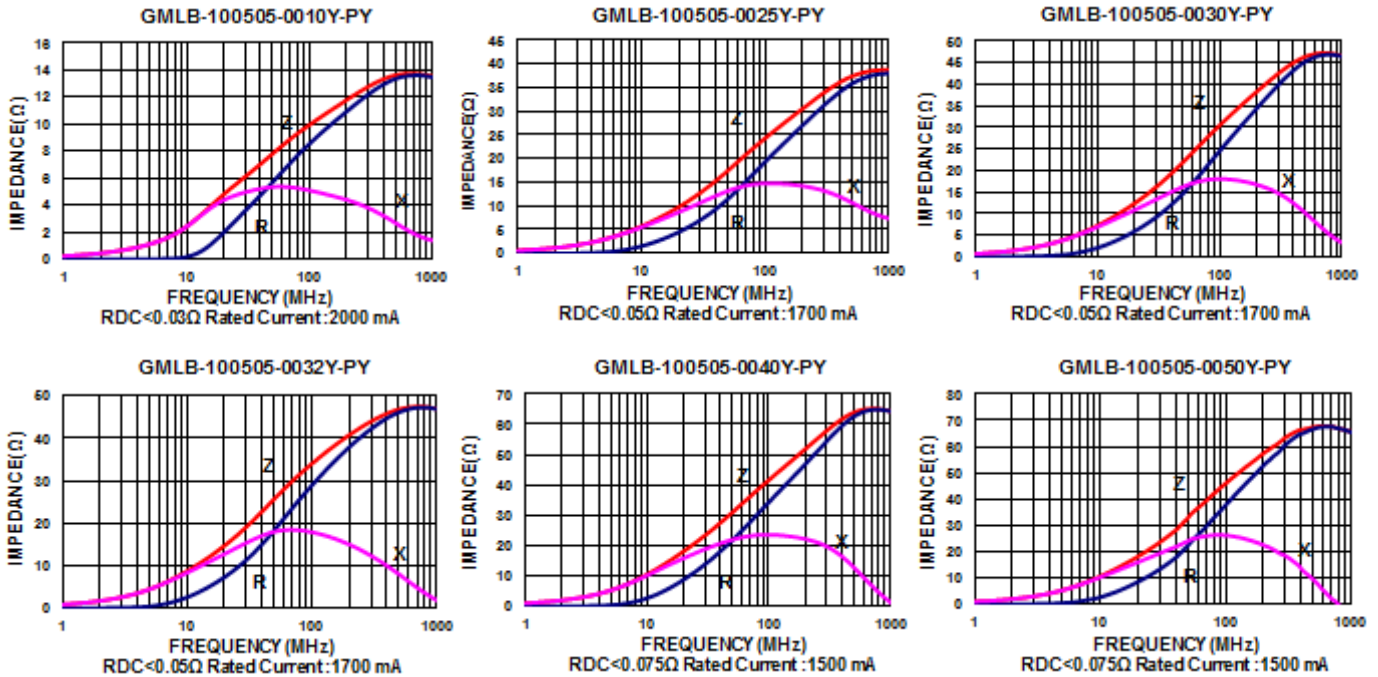 GMLB-100505-0010Y-PY
IMPEDANCE(Ω)
16
14
12
10
8
6
4
2
0
Z
R
X
1 10 100 1000
FREQUENCY (MHz)
RDC<0.03Ω Rated Current :2000 mA
GMLB-100505-0025Y-PY
IMPEDANCE(Ω)
45
40
35
30
25
20
15
10
5
0
Z
X
R
1 10 100 1000
FREQUENCY (MHz)
RDC<0.05Ω Rated Current :1700 mA
GMLB-100505-0030Y-PY
IMPEDANCE(Ω)
50
45
40
35
30
25
20
15
10
5
0
Z
X
R
1 10 100 1000
FREQUENCY (MHz)
RDC<0.05Ω Rated Current :1700 mA
GMLB-100505-0032Y-PY
IMPEDANCE(Ω)
50
40
30
20
10
0
Z
X
R
1 10 100 1000
FREQUENCY (MHz)
RDC<0.05Ω Rated Current :1700 mA
GMLB-100505-0040Y-PY
IMPEDANCE(Ω)
70
60
50
40
30
20
10
0
Z
X
R
1 10 100 1000
FREQUENCY (MHz)
RDC<0.075Ω Rated Current :1500 mA
GMLB-100505-0050Y-PY
IMPEDANCE(Ω)
80
70
60
50
40
30
20
10
0
Z
X
R
1 10 100 1000
FREQUENCY (MHz)
RDC<0.075Ω Rated Current :1500 mA